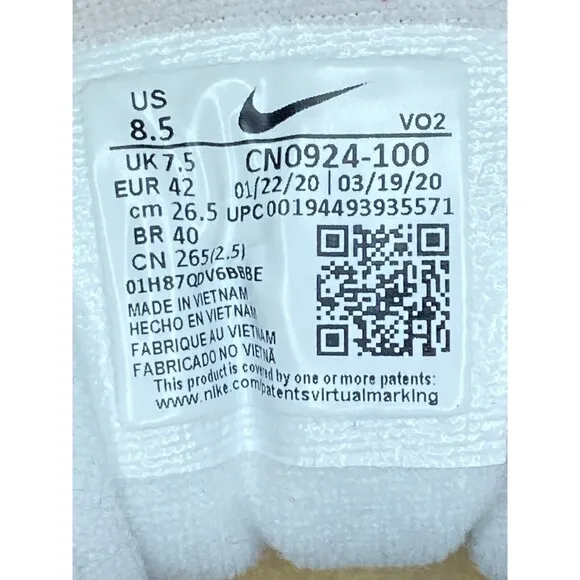 US
8.5
VO2
UK 7.5
CN0924-100
EUR 42
01/22/20 | 03/19/20
cm 26.5
UPC00194493935571
BR 40
CN 265(2.5)
MADE IN VIETNAM
HECHO EN VIETNAM
FABRIQUE AU VIETNAM
FABRICADO NO VIETNÃ
This product is covered by one or more patents:
www.nike.com/patentsvirtualmarking